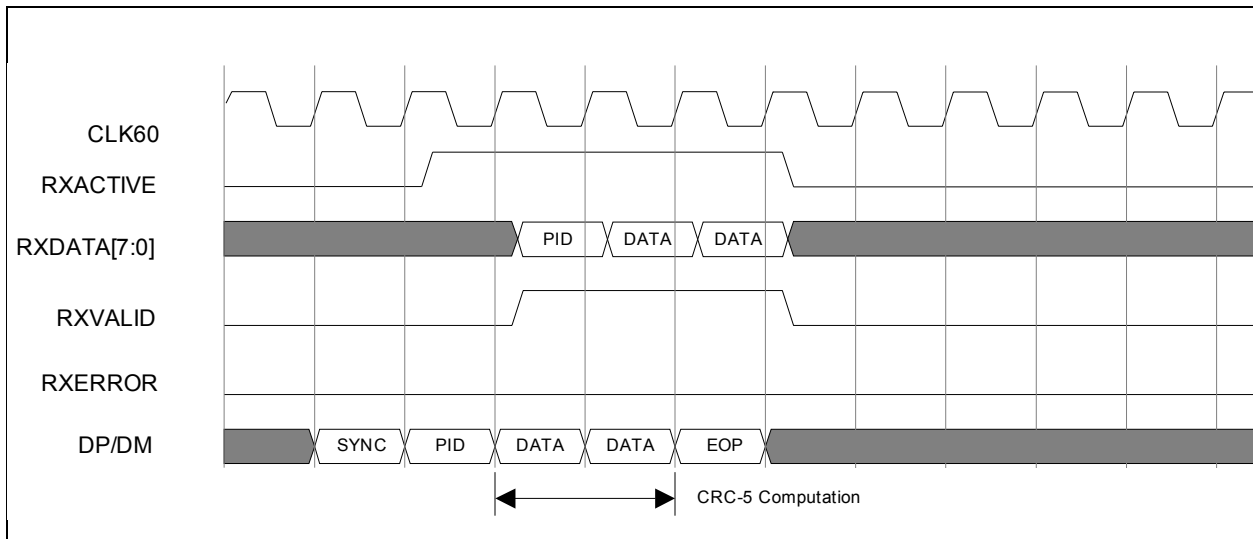 CLK60
RXACTIVE
RXDATA[7:0] PID DATA DATA
RXVALID
RXERROR
DP/DM SYNC PID DATA DATA EOP
CRC-5 Computation